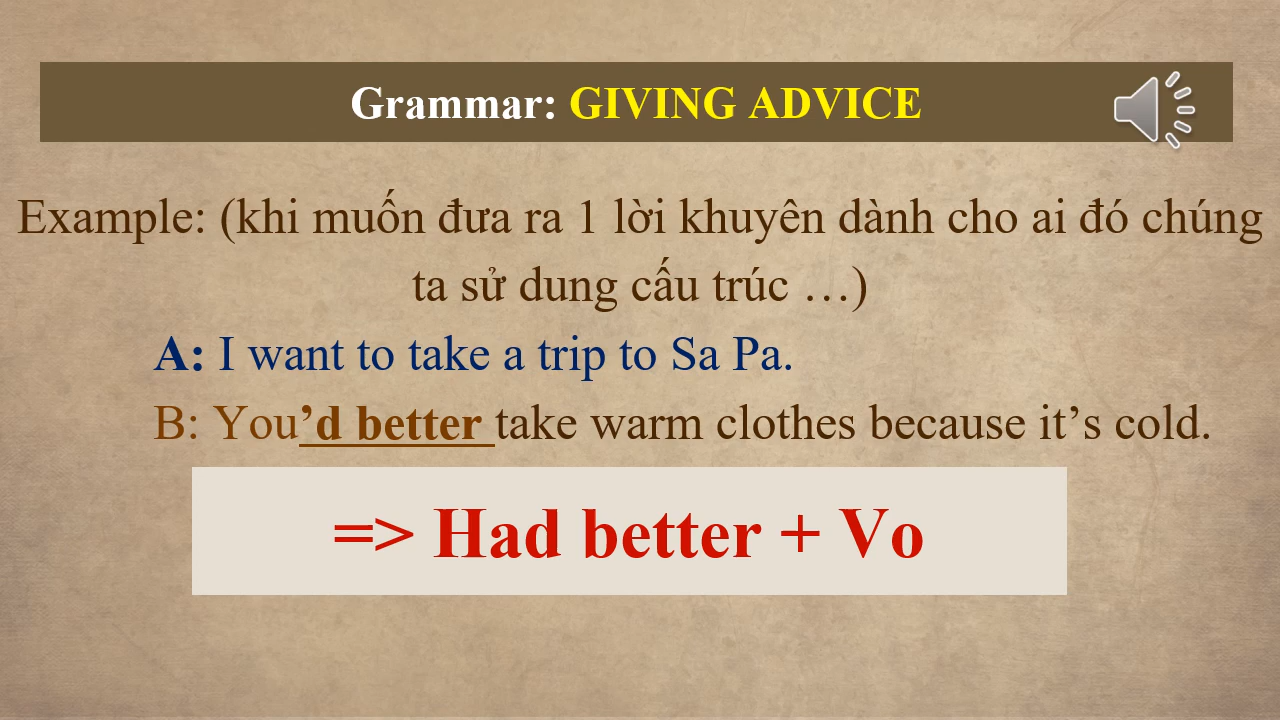 Grammar: GIVING ADVICE
Example: (khi muốn đưa ra 1 lời khuyên dành cho ai đó chúng
ta sử dung cấu trúc …)
A: I want to take a trip to Sa Pa.
B: You’d better take warm clothes because it’s cold.
=> Had better + Vo